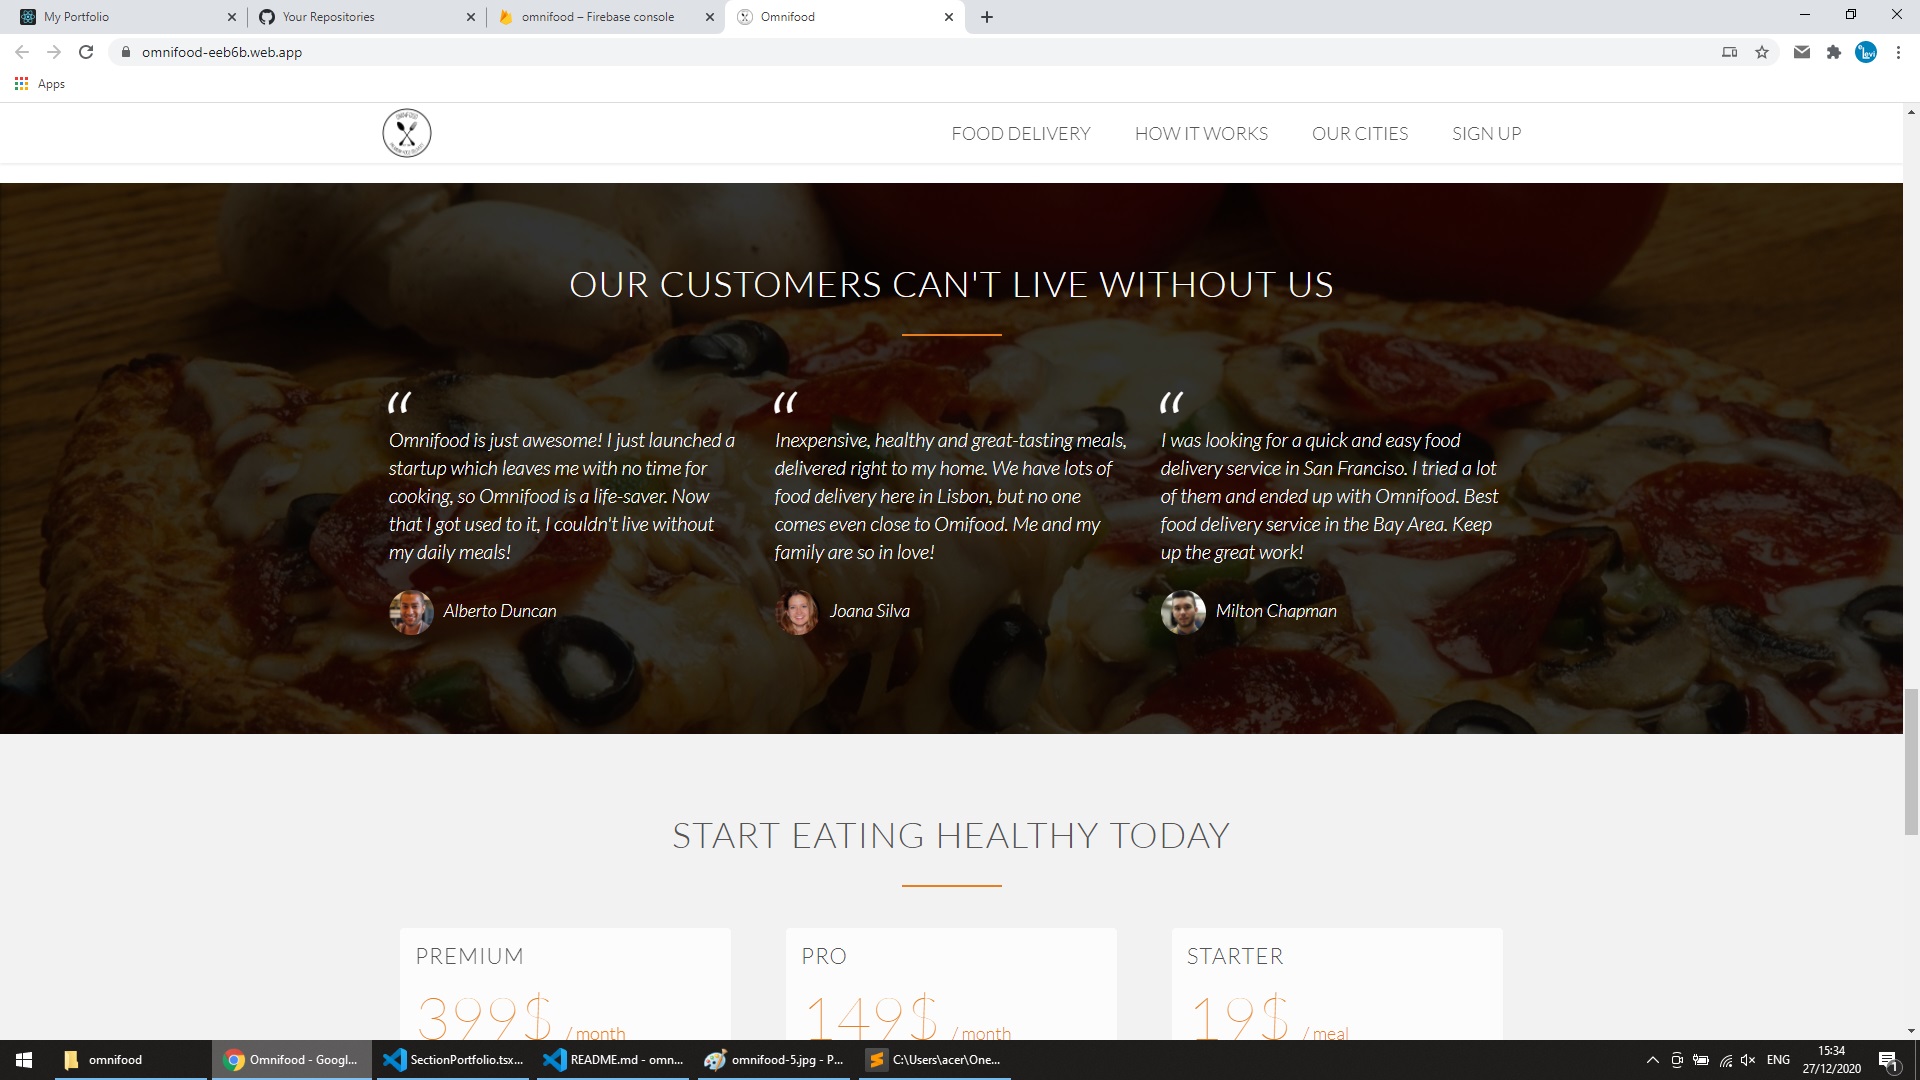 My Portfolio
Your Repositories
omnifood – Firebase console
Omnifood
omnifood-eeb6b.web.app
Apps
FOOD DELIVERY HOW IT WORKS OUR CITIES SIGN UP
OUR CUSTOMERS CAN'T LIVE WITHOUT US
“
Omnifood is just awesome! I just launched a
startup which leaves me with no time for
cooking, so Omnifood is a life-saver. Now
that I got used to it, I couldn't live without
my daily meals!
Alberto Duncan
“
Inexpensive, healthy and great-tasting meals,
delivered right to my home. We have lots of
food delivery here in Lisbon, but no one
comes even close to Omifood. Me and my
family are so in love!
Joana Silva
“
I was looking for a quick and easy food
delivery service in San Franciso. I tried a lot
of them and ended up with Omnifood. Best
food delivery service in the Bay Area. Keep
up the great work!
Milton Chapman
START EATING HEALTHY TODAY
PREMIUM
399$ / month
PRO
149$ / month
STARTER
19$ / meal
omnifood
Omnifood - Googl...
SectionPortfolio.tsx...
README.md - omn...
omnifood-5.jpg - P...
C:\Users\acer\One...
ENG
15:34
27/12/2020
1